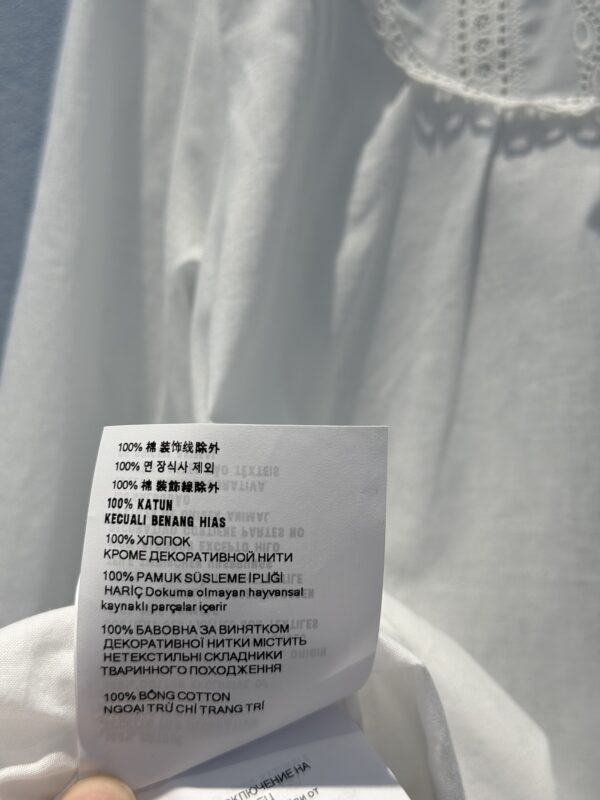 100% 棉 装饰线除外
100% 면 장식사 제외
100% 棉 裝飾線除外
100% KATUN
KECUALI BENANG HIAS
100% ХЛОПОК
КРОМЕ ДЕКОРАТИВНОЙ НИТИ
100% PAMUK SÜSLEME İPLİĞİ
HARİÇ Dokuma olmayan hayvansal
kaynaklı parçalar içerir
100% БАВОВНА ЗА ВИНЯТКОМ
ДЕКОРАТИВНОЇ НИТКИ МІСТИТЬ
НЕТЕКСТИЛЬНІ СКЛАДНИКИ
ТВАРИННОГО ПОХОДЖЕННЯ
100% BÔNG COTTON
NGOẠI TRỪ CHỈ TRANG TRÍ